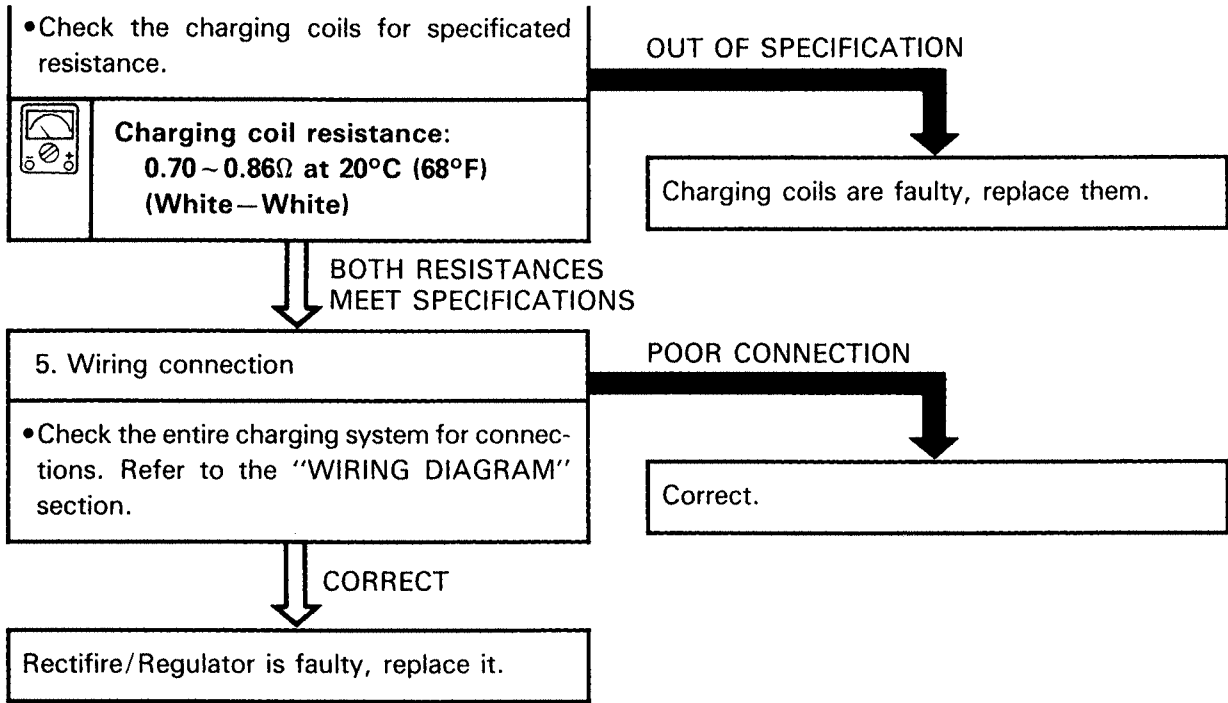 •Check the charging coils for specificated
resistance.
OUT OF SPECIFICATION
Charging coil resistance:
0.70~0.86Ω at 20°C (68°F)
(White—White)
Charging coils are faulty, replace them.
BOTH RESISTANCES
MEET SPECIFICATIONS
5. Wiring connection
POOR CONNECTION
•Check the entire charging system for connec-
tions. Refer to the ''WIRING DIAGRAM''
section.
Correct.
CORRECT
Rectifire/Regulator is faulty, replace it.